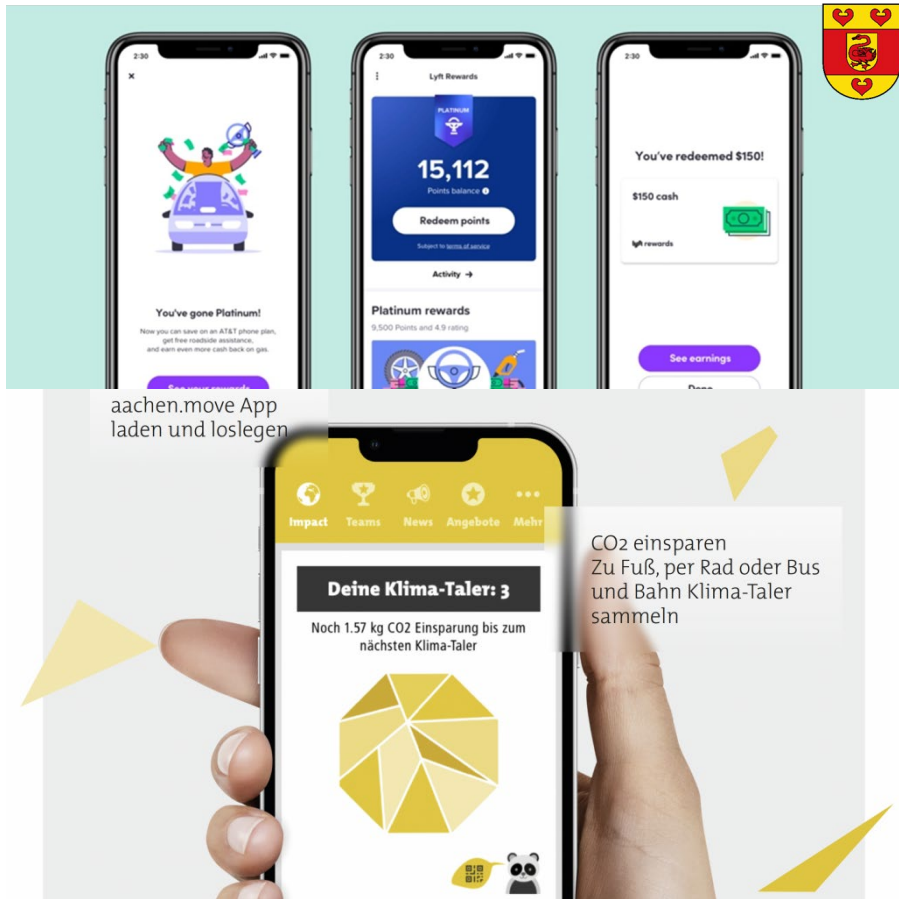 2:30
You've gone Platinum!
Now you can save on an AT&T phone plan,
get free roadside assistance,
and earn even more cash back on gas.
See your rewards
2:30
Lyft Rewards
PLATINUM
15,112
Points balance
Redeem points
Subject to terms of service
Activity →
Platinum rewards
9,500 Points and 4.9 rating
2:30
You've redeemed $150!
$150 cash
lyft rewards
See earnings
Done
aachen.move App
laden und loslegen
Impact Teams News Angebote Mehr
Deine Klima-Taler: 3
Noch 1.57 kg CO2 Einsparung bis zum
nächsten Klima-Taler
CO2 einsparen
Zu Fuß, per Rad oder Bus
und Bahn Klima-Taler
sammeln